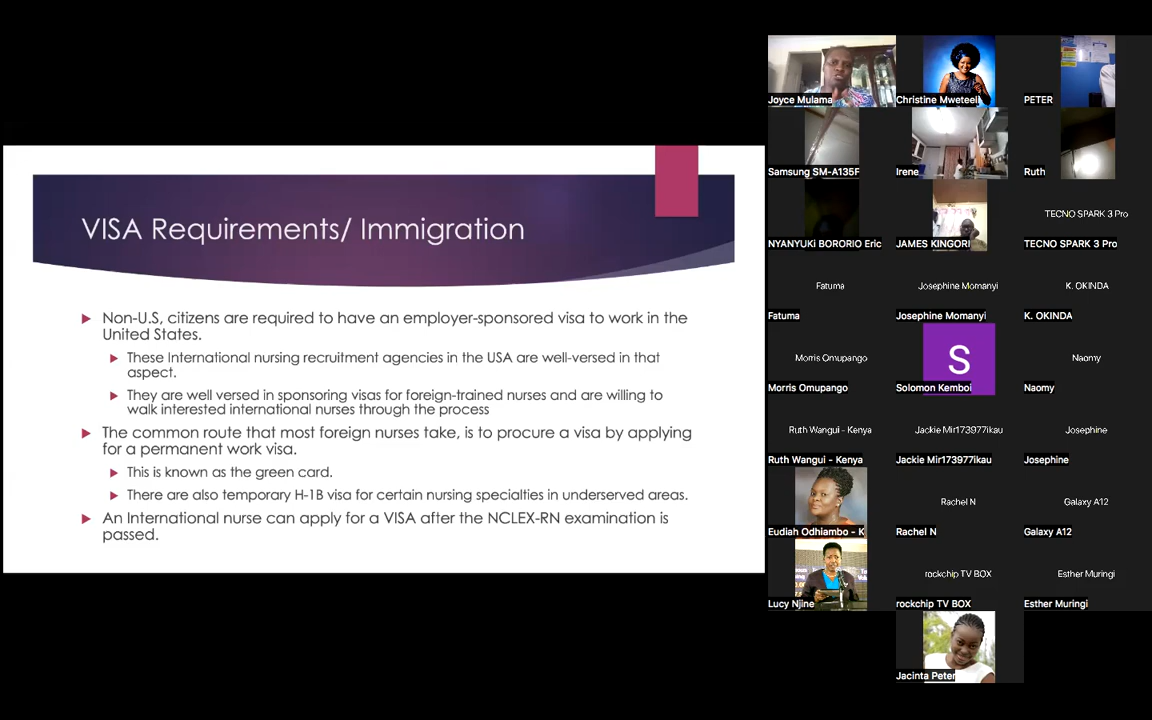 VISA Requirements/ Immigration
Non-U.S, citizens are required to have an employer-sponsored visa to work in the
United States.
These International nursing recruitment agencies in the USA are well-versed in that
aspect.
They are well versed in sponsoring visas for foreign-trained nurses and are willing to
walk interested international nurses through the process
The common route that most foreign nurses take, is to procure a visa by applying
for a permanent work visa.
This is known as the green card.
There are also temporary H-1B visa for certain nursing specialties in underserved areas.
An International nurse can apply for a VISA after the NCLEX-RN examination is
passed.
Joyce Mulama
Christine Mweteeli
PETER
Samsung SM-A135F
Irene
Ruth
NYANYUKi BORORIO Eric
JAMES KINGORI
TECNO SPARK 3 Pro
TECNO SPARK 3 Pro
Fatuma
Josephine Momanyi
K. OKINDA
Fatuma
Josephine Momanyi
K. OKINDA
Morris Omupango
S
Naomy
Morris Omupango
Solomon Kemboi
Naomy
Ruth Wangui - Kenya
Jackie Mir173977ikau
Josephine
Ruth Wangui - Kenya
Jackie Mir173977ikau
Josephine
Rachel N
Galaxy A12
Eudiah Odhiambo - K
Rachel N
Galaxy A12
rockchip TV BOX
Esther Muringi
Lucy Njine
rockchip TV BOX
Esther Muringi
Jacinta Peter